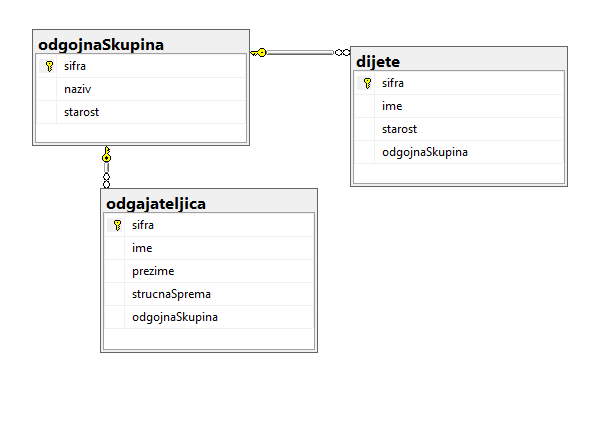 odgojnaSkupina
sifra
naziv
starost
dijete
sifra
ime
starost
odgojnaSkupina
odgajateljica
sifra
ime
prezime
strucnaSprema
odgojnaSkupina